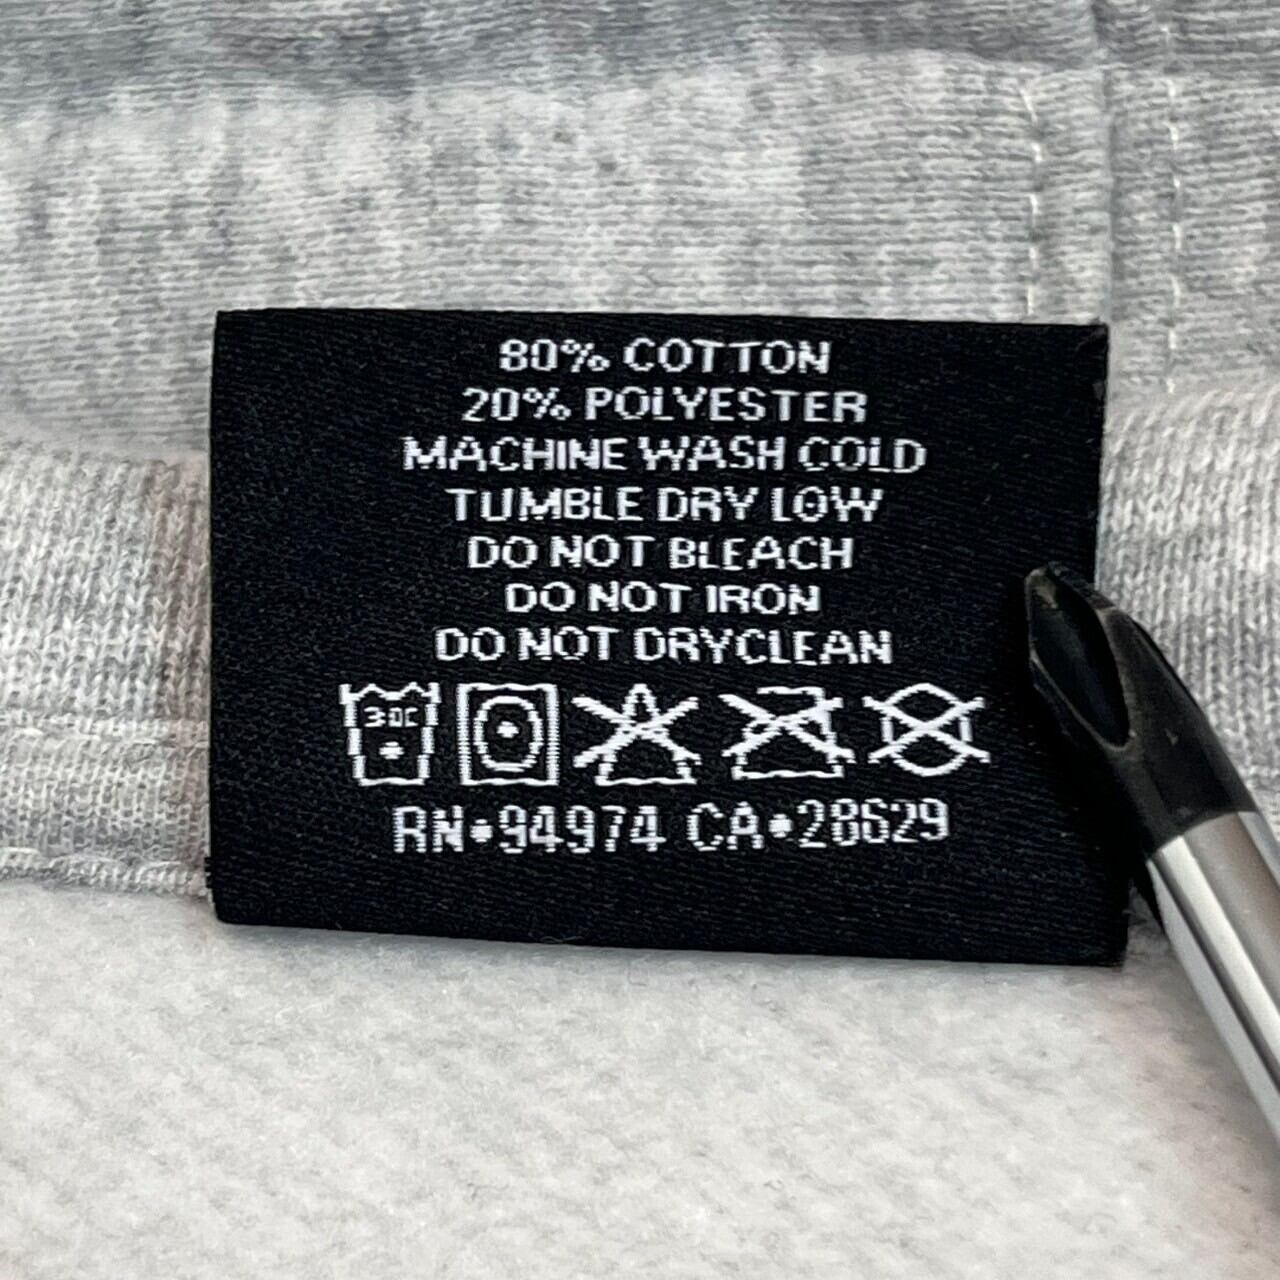 80% COTTON
20% POLYESTER
MACHINE WASH COLD
TUMBLE DRY LOW
DO NOT BLEACH
DO NOT IRON
DO NOT DRYCLEAN
30C
RN•94974 CA•28629